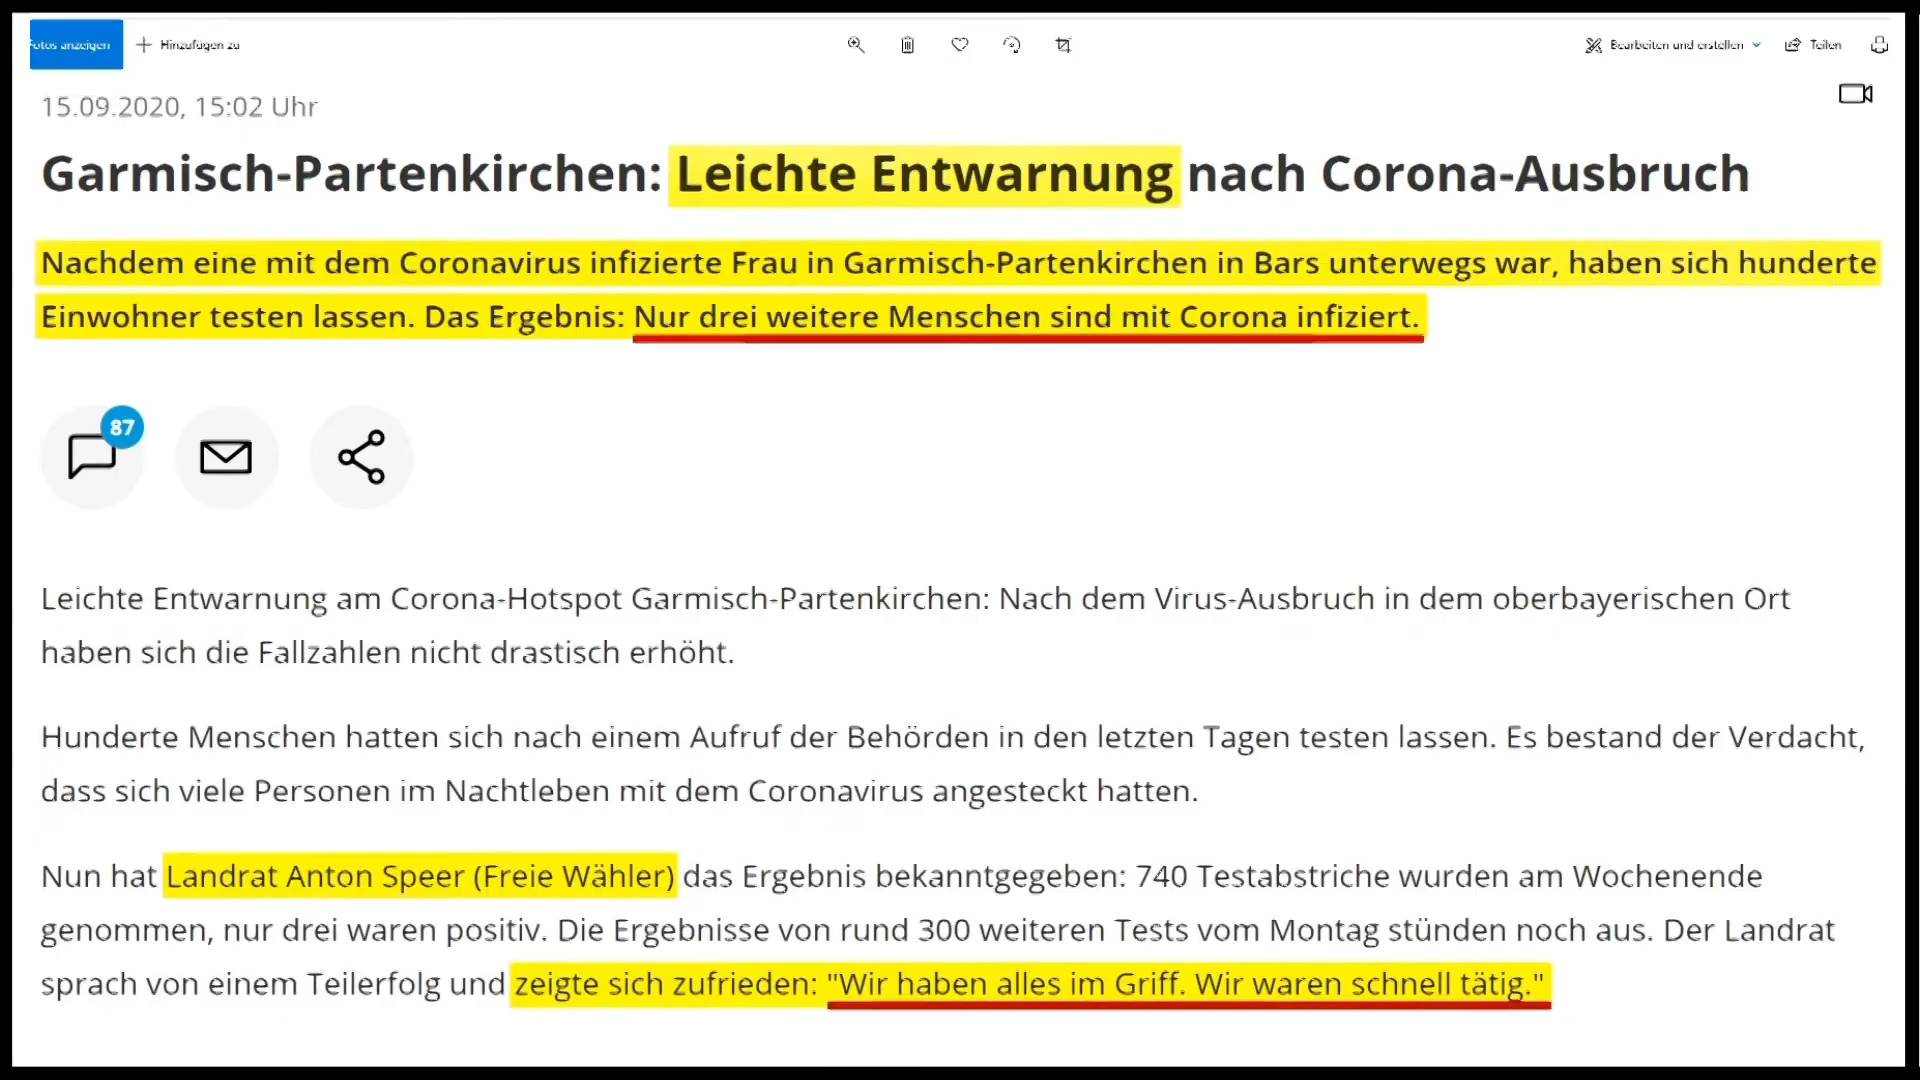 Fotos anzeigen
Hinzufügen zu
Bearbeiten und erstellen
Teilen
15.09.2020, 15:02 Uhr
Garmisch-Partenkirchen: Leichte Entwarnung nach Corona-Ausbruch
Nachdem eine mit dem Coronavirus infizierte Frau in Garmisch-Partenkirchen in Bars unterwegs war, haben sich hunderte
Einwohner testen lassen. Das Ergebnis: Nur drei weitere Menschen sind mit Corona infiziert.
87
Leichte Entwarnung am Corona-Hotspot Garmisch-Partenkirchen: Nach dem Virus-Ausbruch in dem oberbayerischen Ort
haben sich die Fallzahlen nicht drastisch erhöht.
Hunderte Menschen hatten sich nach einem Aufruf der Behörden in den letzten Tagen testen lassen. Es bestand der Verdacht,
dass sich viele Personen im Nachtleben mit dem Coronavirus angesteckt hatten.
Nun hat Landrat Anton Speer (Freie Wähler) das Ergebnis bekanntgegeben: 740 Testabstriche wurden am Wochenende
genommen, nur drei waren positiv. Die Ergebnisse von rund 300 weiteren Tests vom Montag stünden noch aus. Der Landrat
sprach von einem Teilerfolg und zeigte sich zufrieden: "Wir haben alles im Griff. Wir waren schnell tätig."